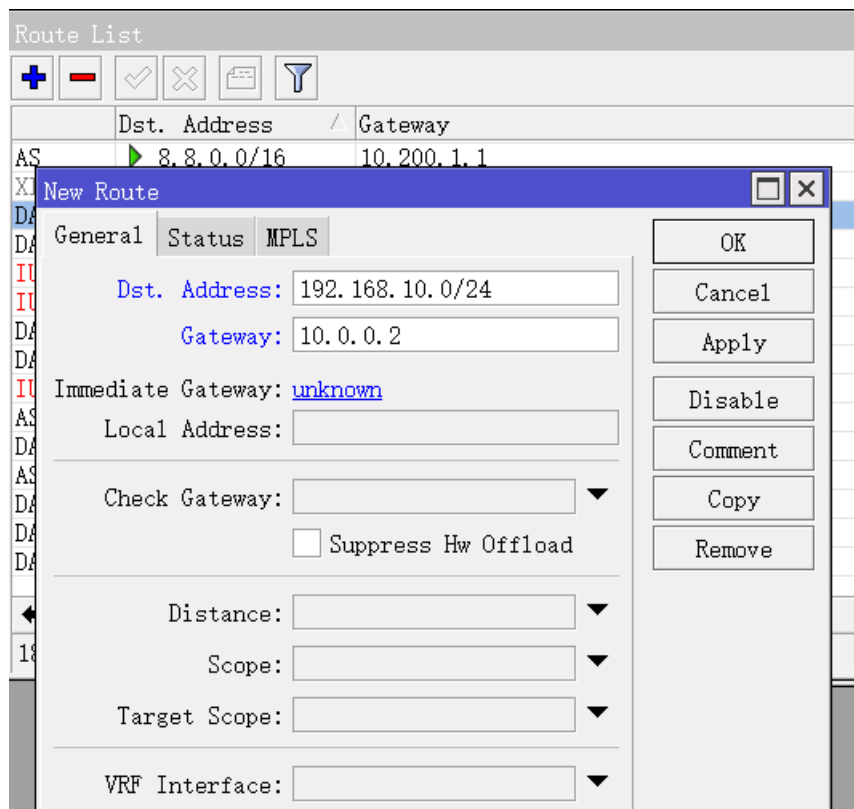 Route List
Dst. Address Gateway
AS 8.8.0.0/16 10.200.1.1
New Route
General Status MPLS
OK
Dst. Address: 192.168.10.0/24
Cancel
Gateway: 10.0.0.2
Apply
Immediate Gateway: unknown
Disable
Local Address:
Comment
Check Gateway:
Copy
Suppress Hw Offload
Remove
Distance:
Scope:
Target Scope:
VRF Interface: